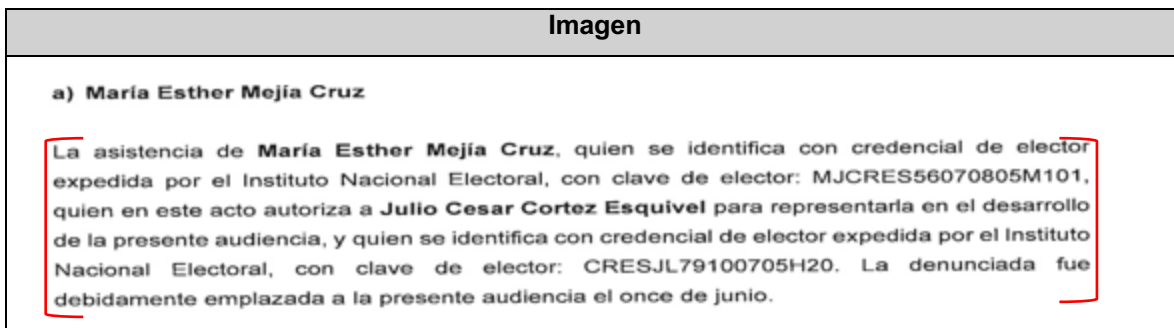 Imagen
a) María Esther Mejía Cruz
La asistencia de María Esther Mejía Cruz, quien se identifica con credencial de elector
expedida por el Instituto Nacional Electoral, con clave de elector: MJCRES56070805M101,
quien en este acto autoriza a Julio Cesar Cortez Esquivel para representarla en el desarrollo
de la presente audiencia, y quien se identifica con credencial de elector expedida por el Instituto
Nacional Electoral, con clave de elector: CRESJL79100705H20. La denunciada fue
debidamente emplazada a la presente audiencia el once de junio.